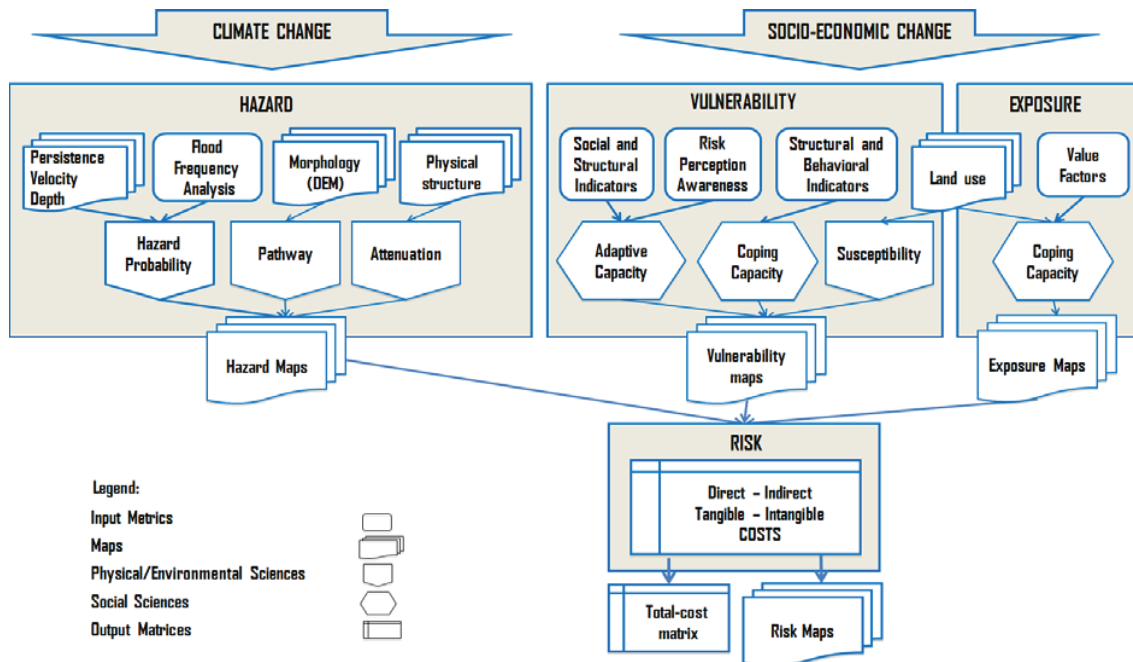 CLIMATE CHANGE
SOCIO-ECONOMIC CHANGE
HAZARD
Persistence
Velocity
Depth
Flood
Frequency
Analysis
Morphology
(DEM)
Physical
structure
Hazard
Probability
Pathway
Attenuation
Hazard Maps
VULNERABILITY
Social and
Structural
Indicators
Risk
Perception
Awareness
Structural and
Behavioral
Indicators
Land use
Adaptive
Capacity
Coping
Capacity
Susceptibility
Vulnerability
maps
EXPOSURE
Value
Factors
Coping
Capacity
Exposure Maps
RISK
Direct – Indirect
Tangible – Intangible
COSTS
Total-cost
matrix
Risk Maps
Legend:
Input Metrics
Maps
Physical/Environmental Sciences
Social Sciences
Output Matrices